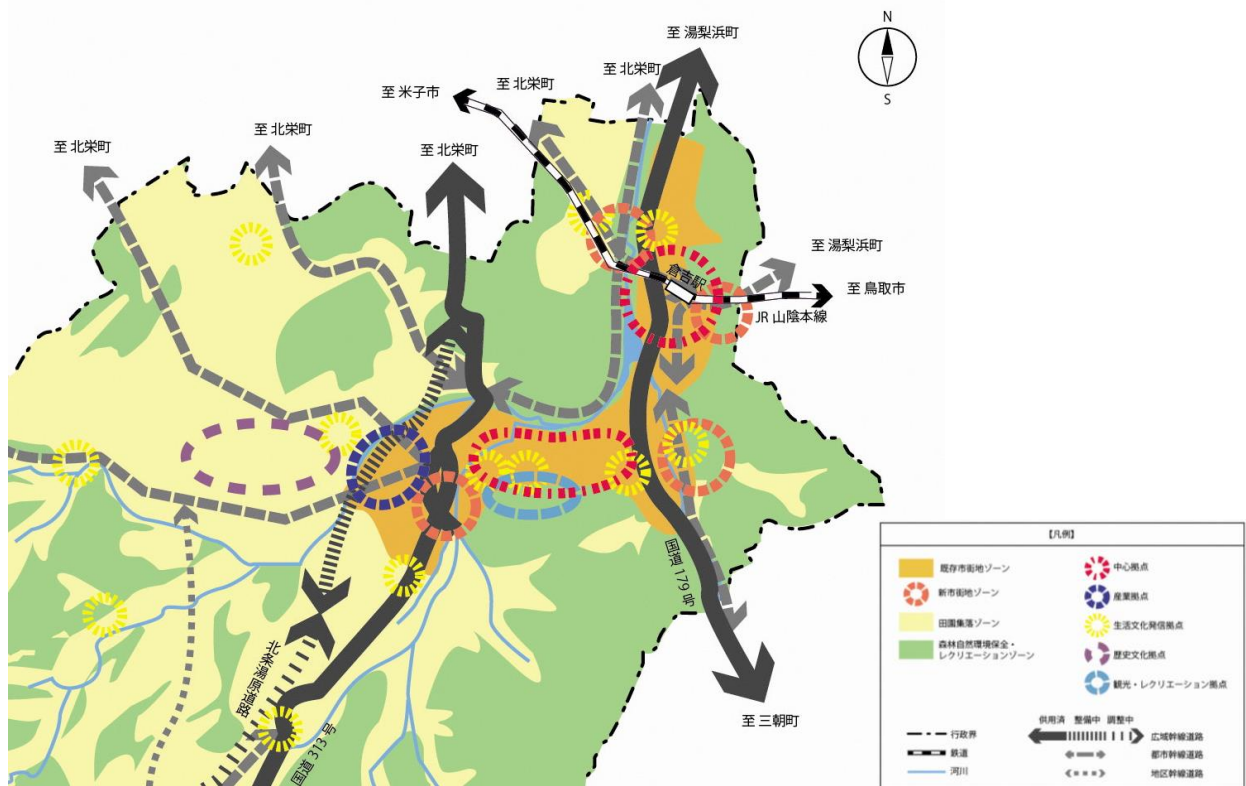 至 湯梨浜町
N
S
至 北栄町
至 北栄町
至 米子市
至 北栄町
至 北栄町
至 北栄町
至 湯梨浜町
倉吉駅
至 鳥取市
JR 山陰本線
国道 179 号
北条湯原道路
国道 313 号
至 三朝町
【凡例】
既存市街地ゾーン
新市街地ゾーン
田園集落ゾーン
森林自然環境保全・
レクリエーションゾーン
中心拠点
産業拠点
生活文化発信拠点
歴史文化拠点
観光・レクリエーション拠点
行政界
鉄道
河川
供用済 整備中 調整中
広域幹線道路
都市幹線道路
地区幹線道路